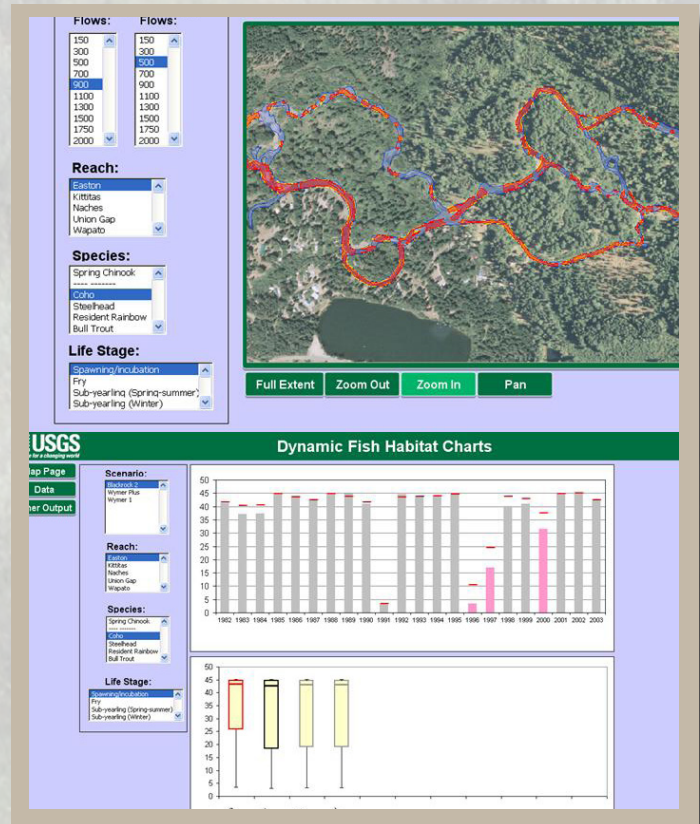 Flows: Flows:
150 150
300 300
500 500
700 700
900 900
1100 1100
1300 1300
1500 1500
1750 1750
2000 2000
Reach:
Easton
Kittitas
Naches
Union Gap
Wapato
Species:
Spring Chinook
---- -------
Coho
Steelhead
Resident Rainbow
Bull Trout
Life Stage:
Spawning/incubation
Fry
Sub-yearling (Spring-summer)
Sub-yearling (Winter)
Full Extent Zoom Out Zoom In Pan
USGS
for a changing world
Dynamic Fish Habitat Charts
ap Page
Data
er Output
Scenario:
Blackrock 2
Wymer Plus
Wymer 1
Reach:
Easton
Kittitas
Naches
Union Gap
Wapato
Species:
Spring Chinook
---- -------
Coho
Steelhead
Resident Rainbow
Bull Trout
Life Stage:
Spawning/incubation
Fry
Sub-yearling (Spring-summer)
Sub-yearling (Winter)
50
45
40
35
30
25
20
15
10
5
0
1982 1983 1984 1985 1986 1987 1988 1989 1990 1991 1992 1993 1994 1995 1996 1997 1998 1999 2000 2001 2002 2003
50
45
40
35
30
25
20
15
10
5
0